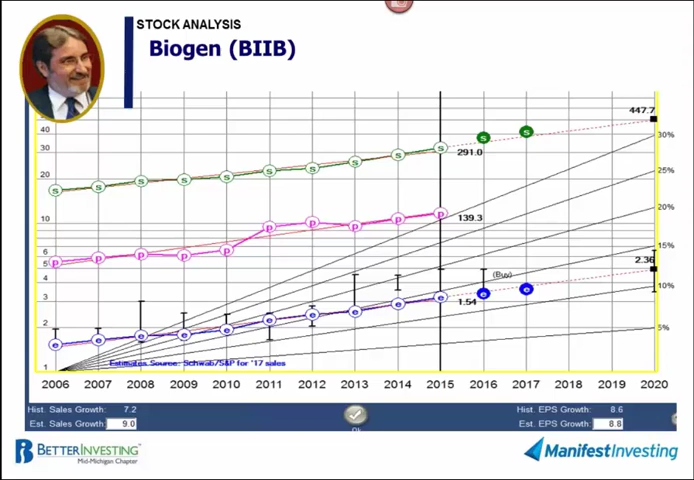 STOCK ANALYSIS
Biogen (BIIB)
447.7
40
30%
30
291.0
25%
20
20%
139.3
10
15%
6
5
2.36
4
(Buy)
10%
3
1.54
2
5%
Estimates Source: Schwab/S&P for '17 sales
1
2006 2007 2008 2009 2010 2011 2012 2013 2014 2015 2016 2017 2018 2019 2020
Hist. Sales Growth: 7.2
Hist. EPS Growth: 8.6
Est. Sales Growth: 9.0
Ok
Est. EPS Growth: 8.8
BETTERINVESTING™
Mid-Michigan Chapter
ManifestInvesting